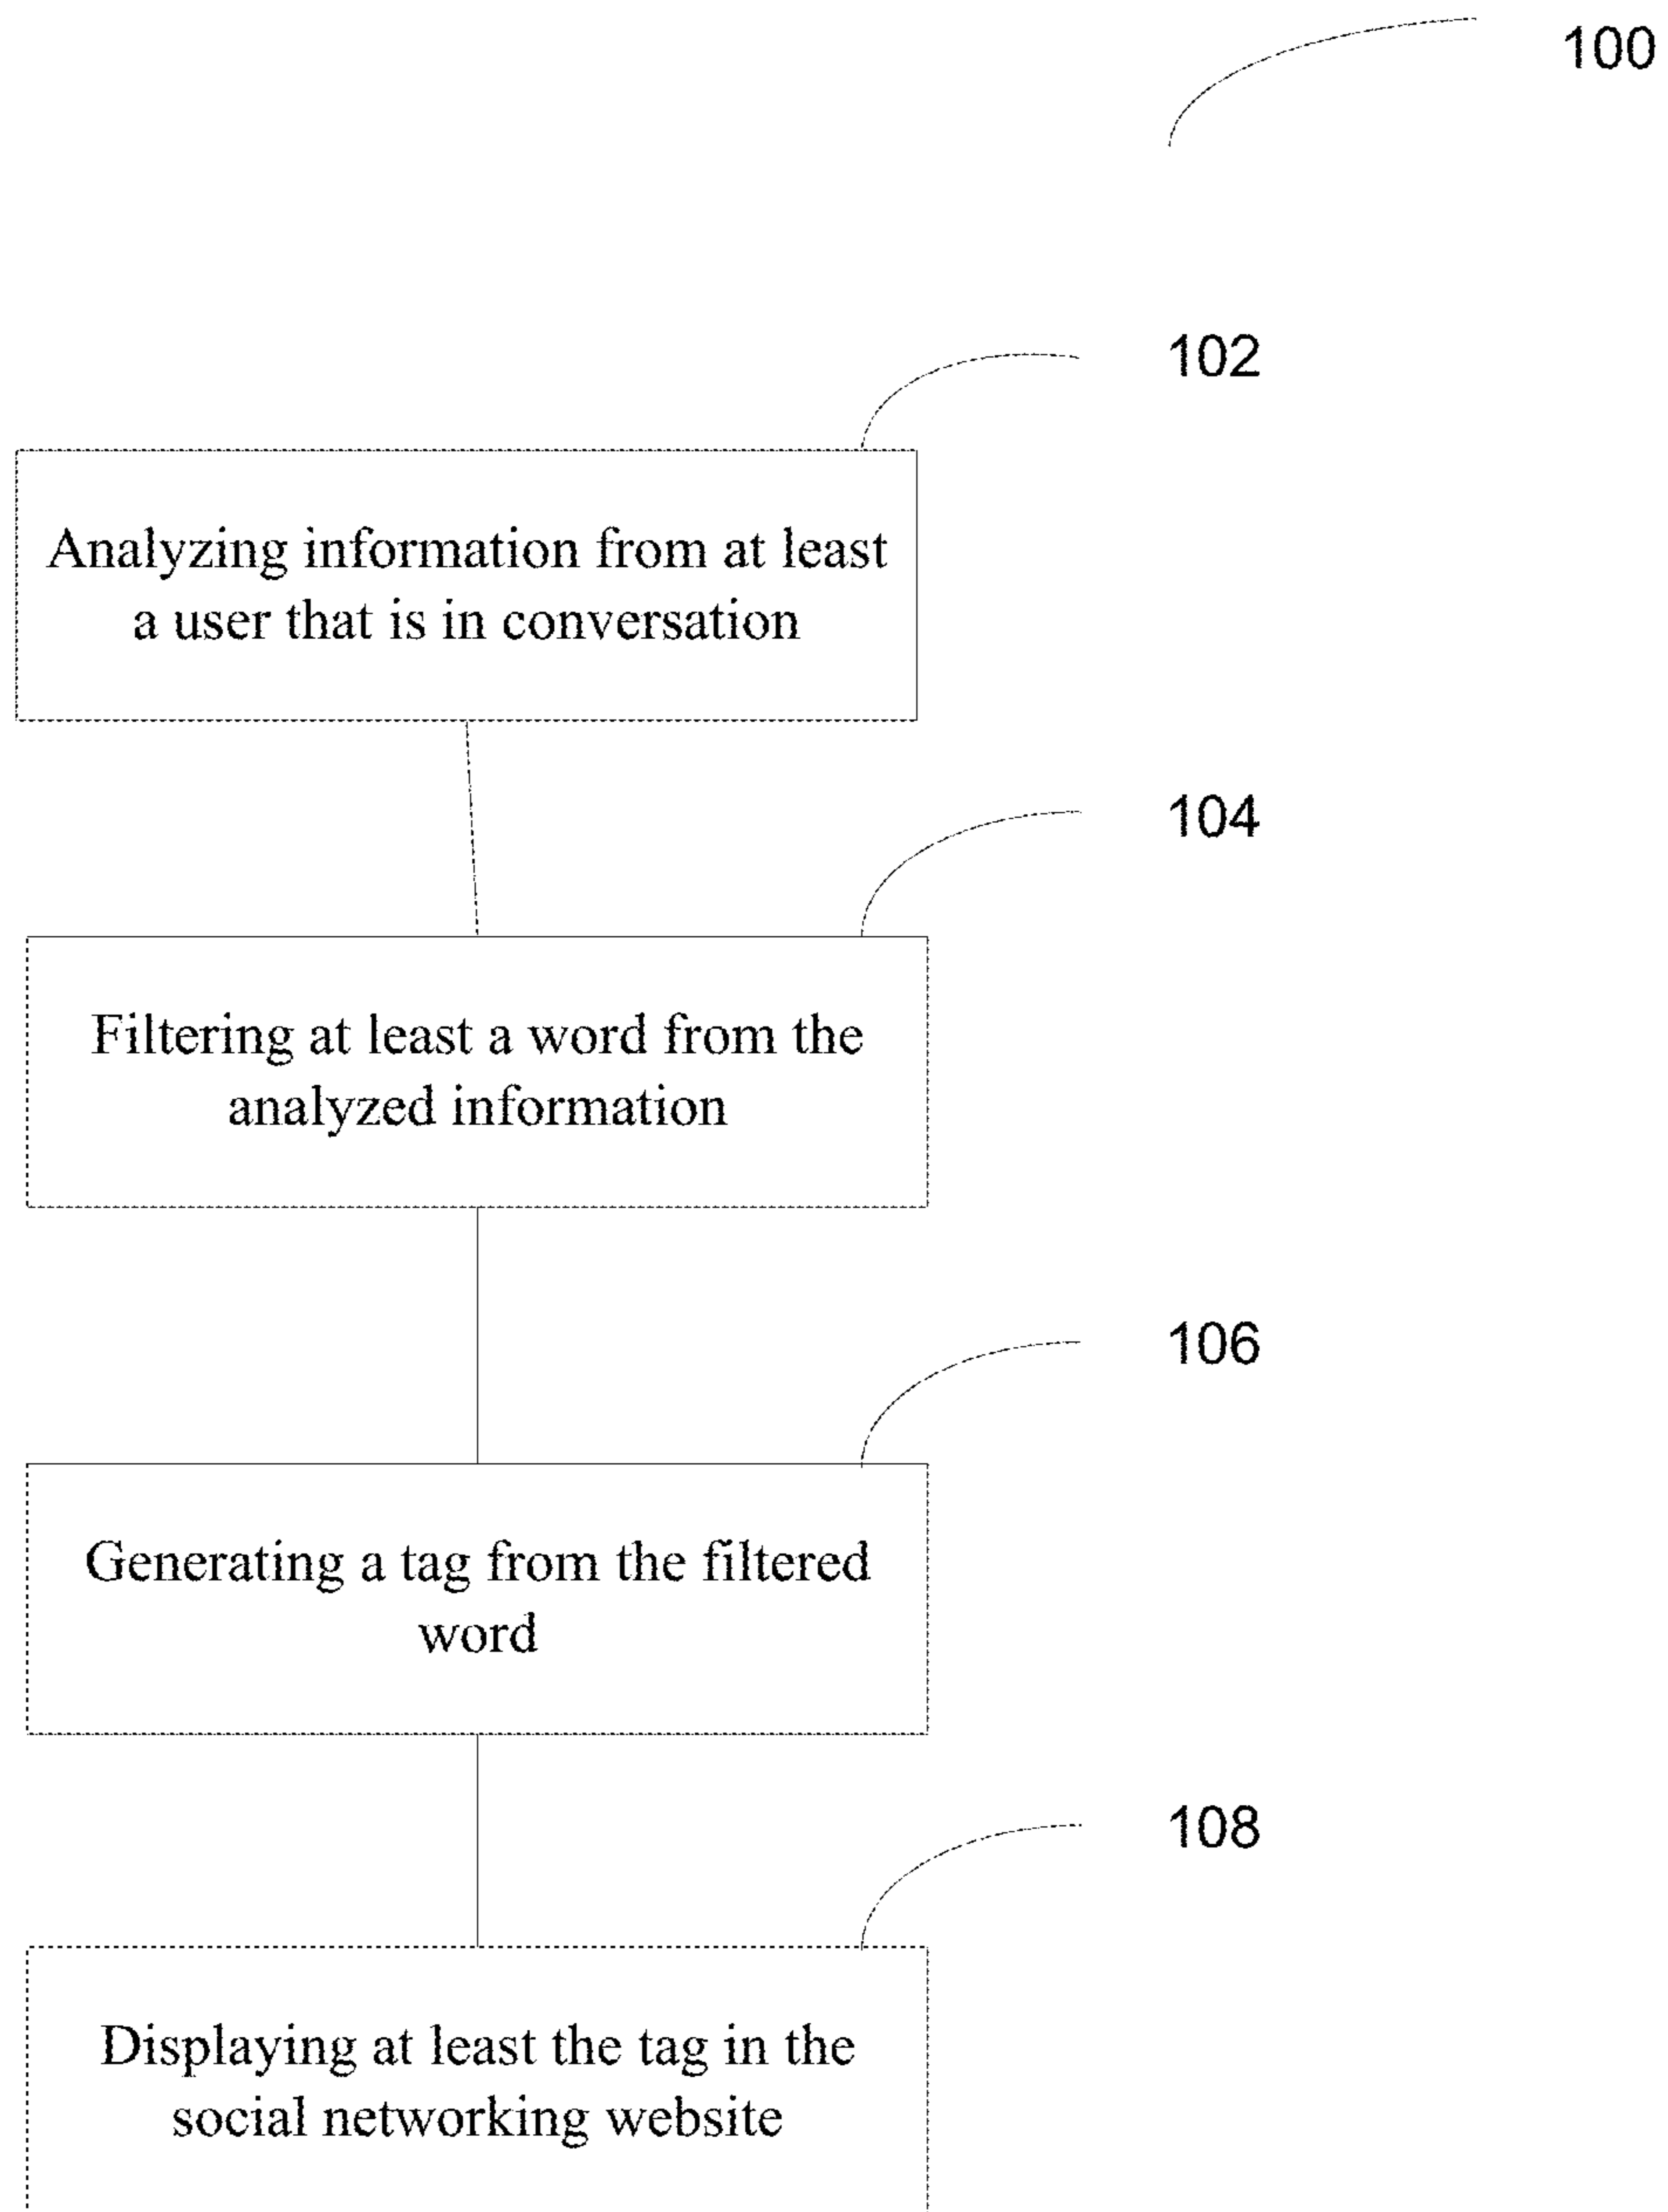 100
102
Analyzing information from at least
a user that is in conversation
104
Filtering at least a word from the
analyzed information
106
Generating a tag from the filtered
word
108
Displaying at least the tag in the
social networking website